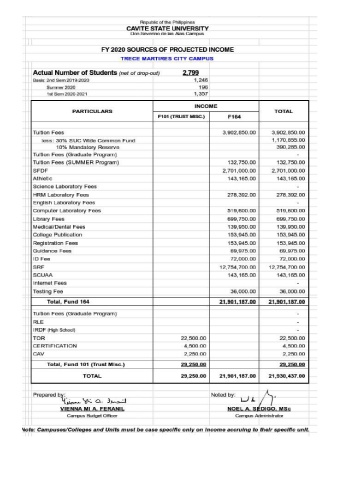 Republic of the Philippines
CAVITE STATE UNIVERSITY
Don Severino de las Alas Campus
FY 2020 SOURCES OF PROJECTED INCOME
TRECE MARTIRES CITY CAMPUS
Actual Number of Students (net of drop-out) 2,799
Basis: 2nd Sem 2019-2020 1,246
Summer 2020 196
1st Sem 2020-2021 1,357
PARTICULARS INCOME TOTAL
F101 (TRUST MISC.) F164
Tuition Fees 3,902,850.00 3,902,850.00
less: 30% SUC Wide Common Fund 1,170,855.00
10% Mandatory Reserve 390,285.00
Tuition Fees (Graduate Program) -
Tuition Fees (SUMMER Program) 132,750.00 132,750.00
SFDF 2,701,000.00 2,701,000.00
Athletic 143,165.00 143,165.00
Science Laboratory Fees -
HRM Laboratory Fees 278,392.00 278,392.00
English Laboratory Fees -
Computer Laboratory Fees 519,600.00 519,600.00
Library Fees 699,750.00 699,750.00
Medical/Dental Fees 139,950.00 139,950.00
College Publication 153,945.00 153,945.00
Registration Fees 153,945.00 153,945.00
Guidance Fees 69,975.00 69,975.00
ID Fee 72,000.00 72,000.00
SRF 12,754,700.00 12,754,700.00
SCUAA 143,165.00 143,165.00
Internet Fees -
Testing Fee 36,000.00 36,000.00
Total, Fund 164 21,901,187.00 21,901,187.00
Tuition Fees (Graduate Program) -
RLE -
IRDF (High School) -
TOR 22,500.00 22,500.00
CERTIFICATION 4,500.00 4,500.00
CAV 2,250.00 2,250.00
Total, Fund 101 (Trust Misc.) 29,250.00 29,250.00
TOTAL 29,250.00 21,901,187.00 21,930,437.00
Prepared by: Noted by:
VIENNA MI A. FERANIL NOEL A. SEDIGO, MSc
Campus Budget Officer Campus Administrator
Note: Campuses/Colleges and Units must be case specific only on income accruing to their specific unit.